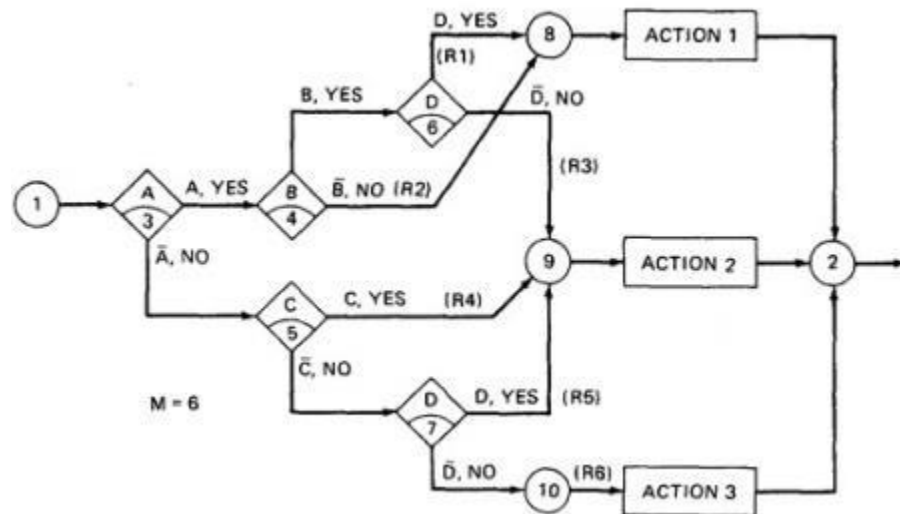 D, YES
(R1)
8
ACTION 1
B, YES
D
6
D̄, NO
(R3)
1
A
3
A, YES
B
4
B̄, NO (R2)
Ā, NO
9
ACTION 2
2
C
5
C, YES (R4)
C̄, NO
M = 6
D
7
D, YES (R5)
D̄, NO
10
(R6)
ACTION 3